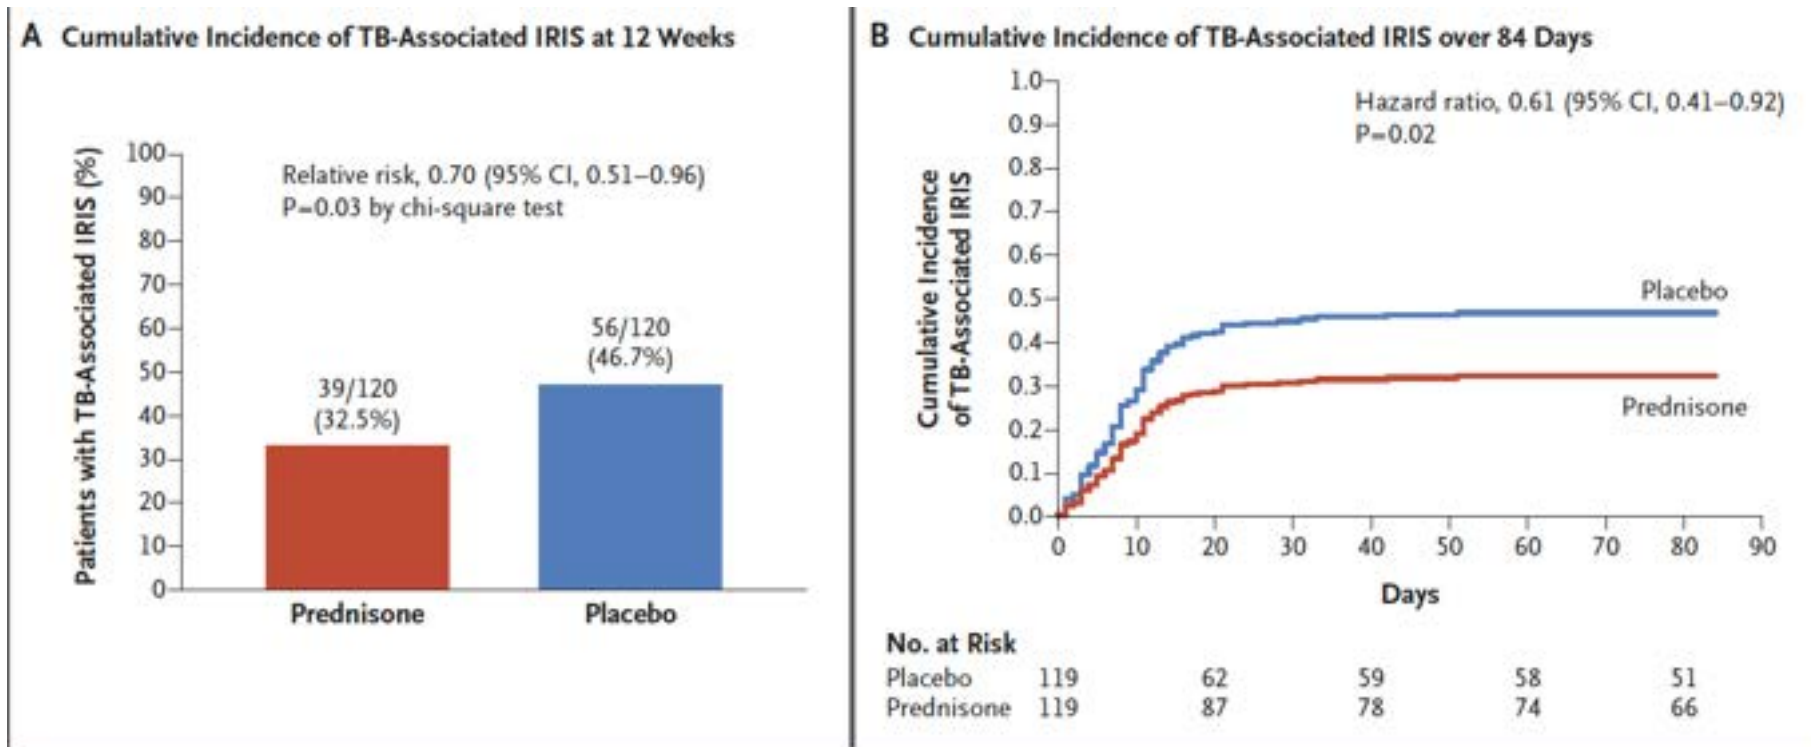 A Cumulative Incidence of TB-Associated IRIS at 12 Weeks
Patients with TB-Associated IRIS (%)
100
90
80
70
60
50
40
30
20
10
0
Relative risk, 0.70 (95% CI, 0.51–0.96)
P=0.03 by chi-square test
39/120
(32.5%)
56/120
(46.7%)
Prednisone
Placebo
B Cumulative Incidence of TB-Associated IRIS over 84 Days
Cumulative Incidence
of TB-Associated IRIS
1.0
0.9
0.8
0.7
0.6
0.5
0.4
0.3
0.2
0.1
0.0
Hazard ratio, 0.61 (95% CI, 0.41–0.92)
P=0.02
Placebo
Prednisone
0 10 20 30 40 50 60 70 80 90
Days
No. at Risk
Placebo 119 62 59 58 51
Prednisone 119 87 78 74 66